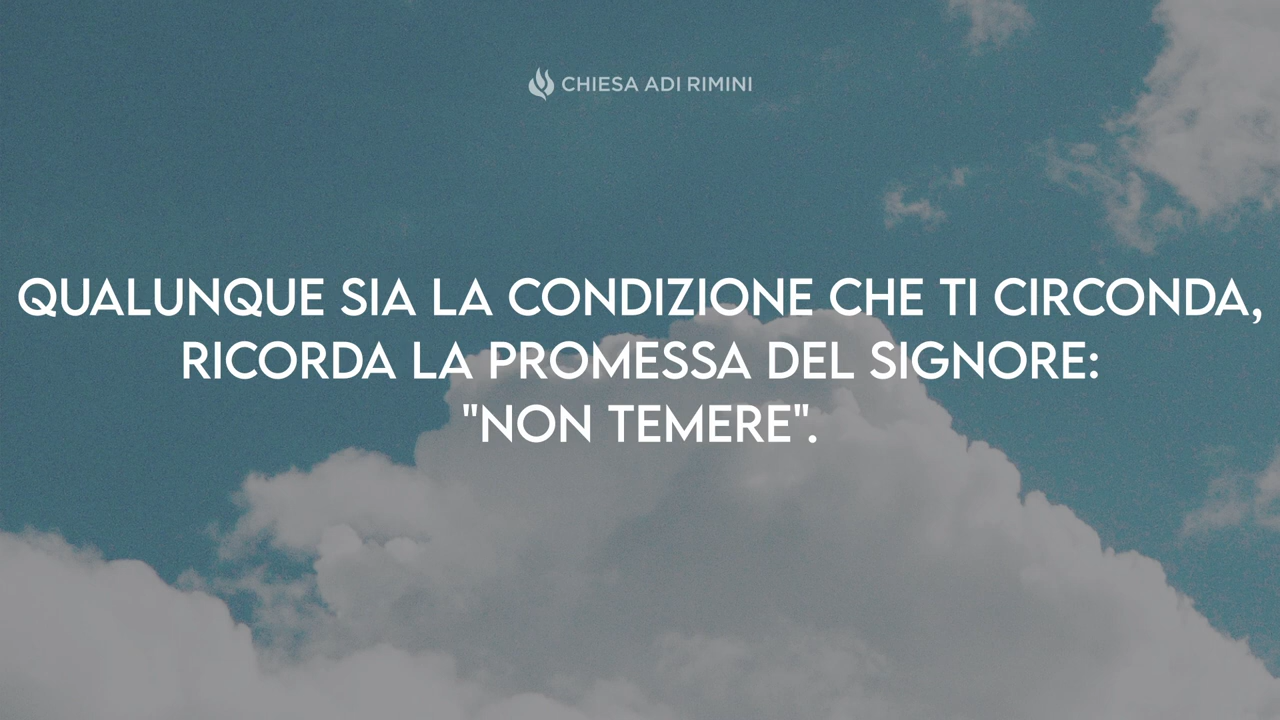 CHIESA ADI RIMINI
QUALUNQUE SIA LA CONDIZIONE CHE TI CIRCONDA,
RICORDA LA PROMESSA DEL SIGNORE:
"NON TEMERE".